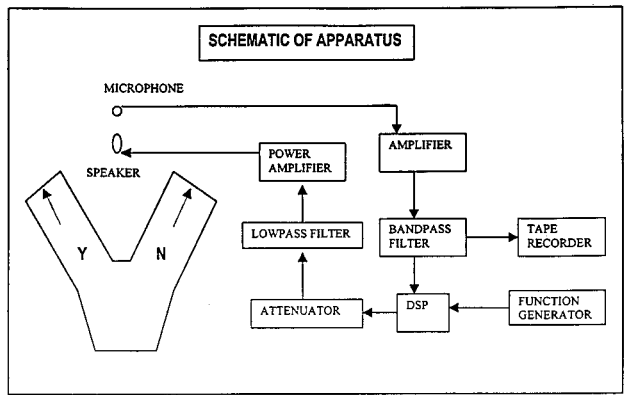 SCHEMATIC OF APPARATUS
MICROPHONE
SPEAKER
POWER
AMPLIFIER
AMPLIFIER
LOWPASS FILTER
BANDPASS
FILTER
TAPE
RECORDER
Y
N
ATTENUATOR
DSP
FUNCTION
GENERATOR